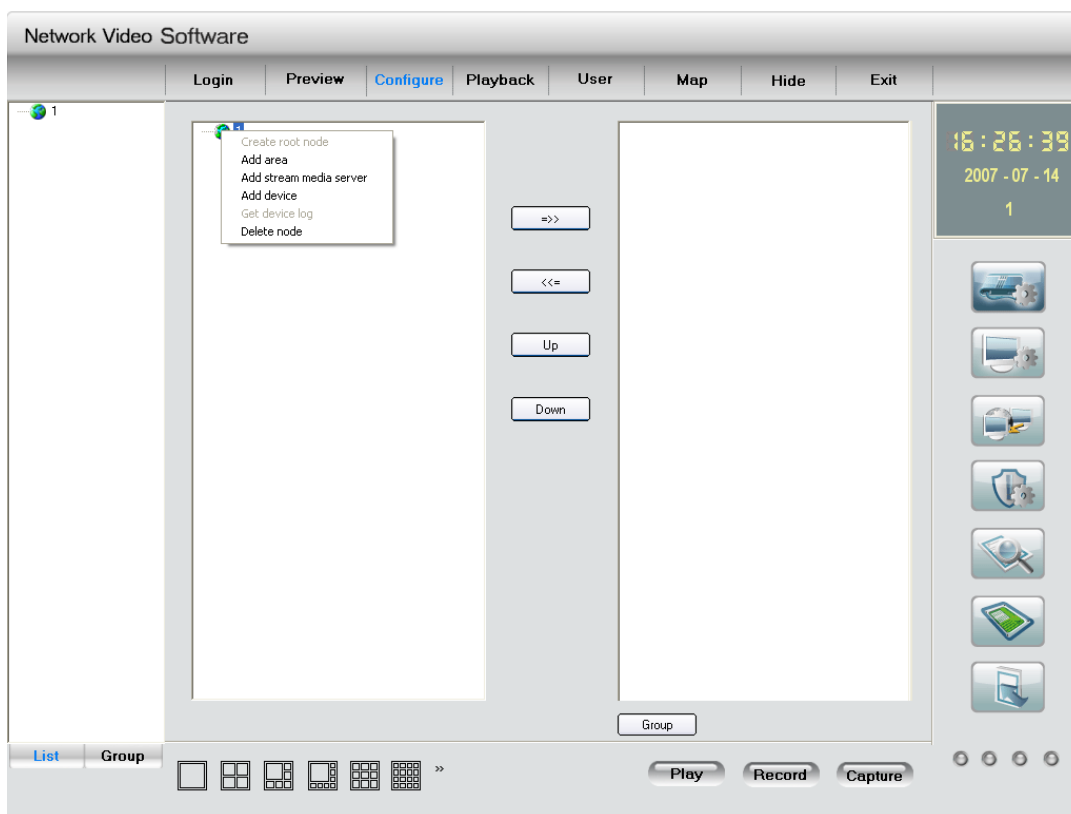 Network Video Software
Login Preview Configure Playback User Map Hide Exit
1
1
Create root node
Add area
Add stream media server
Add device
Get device log
Delete node
=>>
<<=
Up
Down
Group
16:26:39
2007 - 07 - 14
1
List Group
»
Play Record Capture